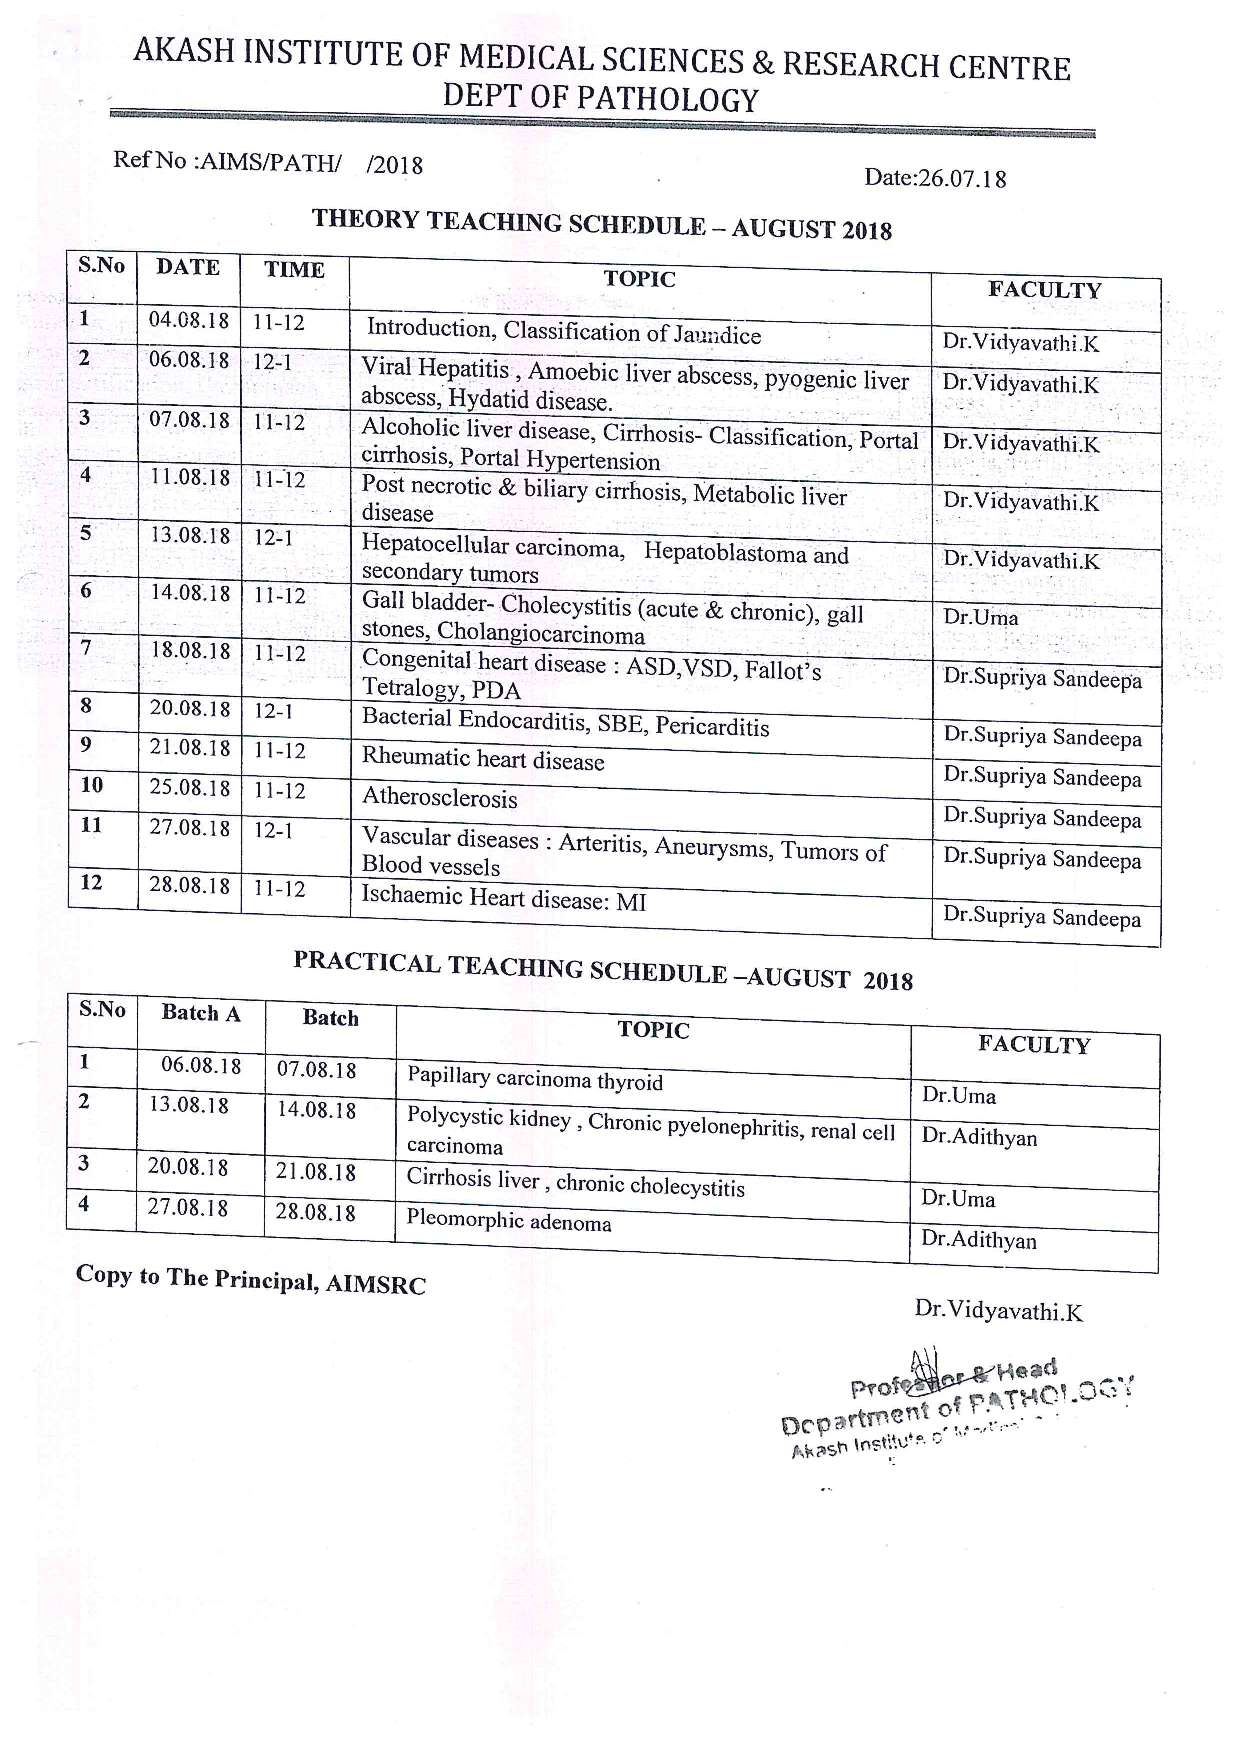 AKASH INSTITUTE OF MEDICAL SCIENCES & RESEARCH CENTRE
DEPT OF PATHOLOGY
Ref No :AIMS/PATH/ /2018
Date:26.07.18
THEORY TEACHING SCHEDULE – AUGUST 2018
S.No DATE TIME TOPIC FACULTY
1 04.08.18 11-12 Introduction, Classification of Jaundice Dr.Vidyavathi.K
2 06.08.18 12-1 Viral Hepatitis , Amoebic liver abscess, pyogenic liver Dr.Vidyavathi.K
abscess, Hydatid disease.
3 07.08.18 11-12 Alcoholic liver disease, Cirrhosis- Classification, Portal Dr.Vidyavathi.K
cirrhosis, Portal Hypertension
4 11.08.18 11-12 Post necrotic & biliary cirrhosis, Metabolic liver Dr.Vidyavathi.K
disease
5 13.08.18 12-1 Hepatocellular carcinoma, Hepatoblastoma and Dr.Vidyavathi.K
secondary tumors
6 14.08.18 11-12 Gall bladder- Cholecystitis (acute & chronic), gall Dr.Uma
stones, Cholangiocarcinoma
7 18.08.18 11-12 Congenital heart disease : ASD,VSD, Fallot’s Dr.Supriya Sandeepa
Tetralogy, PDA
8 20.08.18 12-1 Bacterial Endocarditis, SBE, Pericarditis Dr.Supriya Sandeepa
9 21.08.18 11-12 Rheumatic heart disease Dr.Supriya Sandeepa
10 25.08.18 11-12 Atherosclerosis Dr.Supriya Sandeepa
11 27.08.18 12-1 Vascular diseases : Arteritis, Aneurysms, Tumors of Dr.Supriya Sandeepa
Blood vessels
12 28.08.18 11-12 Ischaemic Heart disease: MI Dr.Supriya Sandeepa
PRACTICAL TEACHING SCHEDULE –AUGUST 2018
S.No Batch A Batch TOPIC FACULTY
1 06.08.18 07.08.18 Papillary carcinoma thyroid Dr.Uma
2 13.08.18 14.08.18 Polycystic kidney , Chronic pyelonephritis, renal cell Dr.Adithyan
carcinoma
3 20.08.18 21.08.18 Cirrhosis liver , chronic cholecystitis Dr.Uma
4 27.08.18 28.08.18 Pleomorphic adenoma Dr.Adithyan
Copy to The Principal, AIMSRC
Dr.Vidyavathi.K
Professor & Head
Department of PATHOLOGY
Akash Institute of